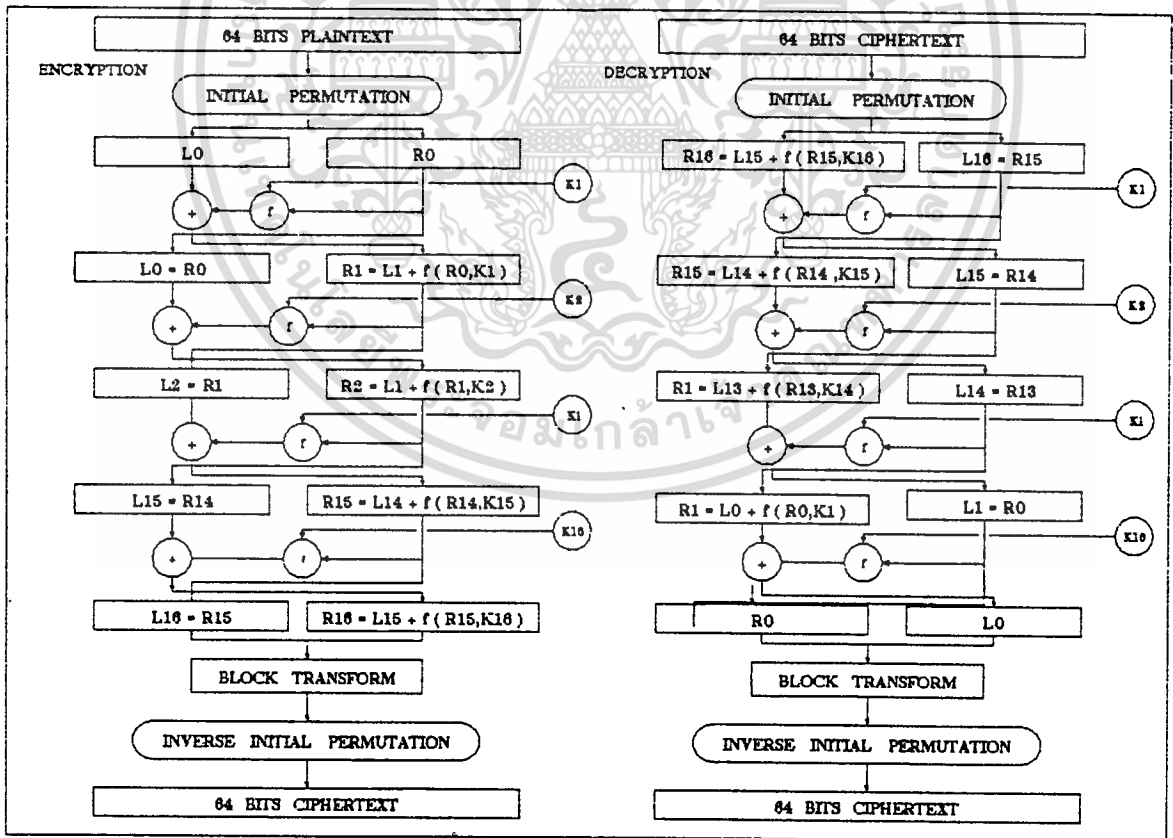 64 BITS PLAINTEXT
ENCRYPTION
INITIAL PERMUTATION
L0
R0
K1
+
f
L0 = R0
R1 = L1 + f ( R0,K1 )
K2
+
f
L2 = R1
R2 = L1 + f ( R1,K2 )
Ki
+
f
L15 = R14
R15 = L14 + f ( R14,K15 )
K16
+
f
L16 = R15
R16 = L15 + f ( R15,K16 )
BLOCK TRANSFORM
INVERSE INITIAL PERMUTATION
64 BITS CIPHERTEXT
64 BITS CIPHERTEXT
DECRYPTION
INITIAL PERMUTATION
R16 = L15 + f ( R15,K16 )
L16 = R15
K1
+
f
R15 = L14 + f ( R14 ,K15 )
L15 = R14
K2
+
f
R1 = L13 + f ( R13,K14 )
L14 = R13
Ki
+
f
R1 = L0 + f ( R0,K1 )
L1 = R0
K16
+
f
R0
L0
BLOCK TRANSFORM
INVERSE INITIAL PERMUTATION
64 BITS CIPHERTEXT